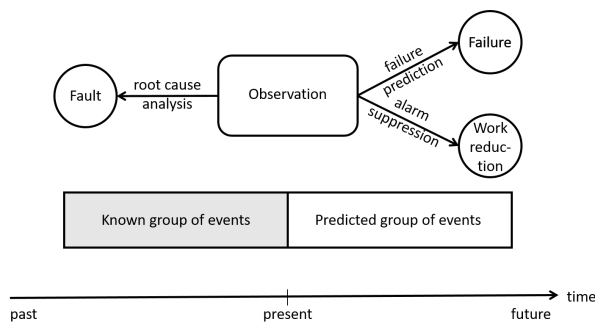 Fault
root cause
analysis
Observation
failure
prediction
Failure
alarm
suppression
Work
reduc-
tion
Known group of events
Predicted group of events
time
past
present
future